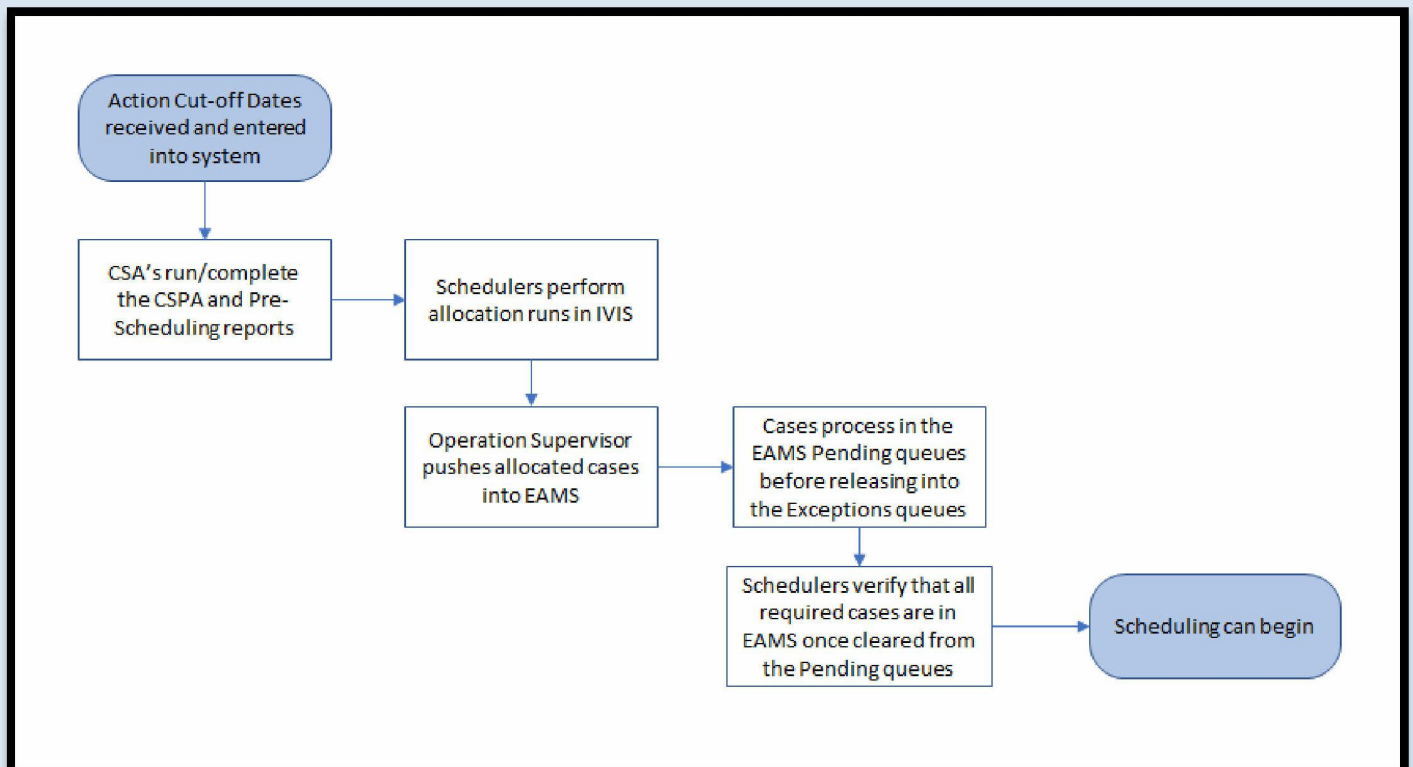 Action Cut-off Dates
received and entered
into system
CSA's run/complete
the CSPA and Pre-
Scheduling reports
Schedulers perform
allocation runs in IVIS
Operation Supervisor
pushes allocated cases
into EAMS
Cases process in the
EAMS Pending queues
before releasing into
the Exceptions queues
Schedulers verify that all
required cases are in
EAMS once cleared from
the Pending queues
Scheduling can begin